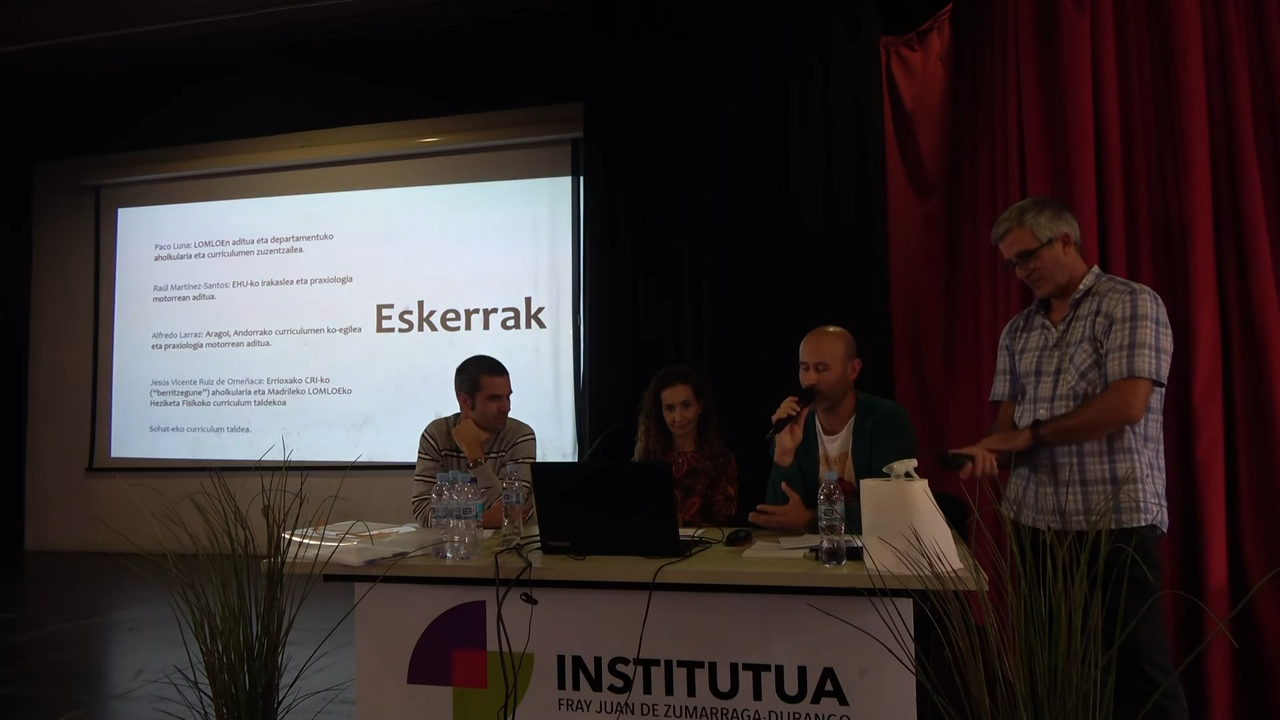 Paco Luna: LOMLOEn aditua eta departamentuko
aholkularia eta curriculumen zuzentzailea.
Raúl Martínez-Santos: EHU-ko irakaslea eta praxiologia
motorrean aditua.
Alfredo Larraz: Aragoi, Andorrako curriculumen ko-egilea
eta praxiologia motorrean aditua.
Jesús Vicente Ruiz de Omeñaca: Errioxako CRI-ko
("berritzegune") aholkularia eta Madrileko LOMLOEko
Heziketa Fisikoko curriculum taldekoa
Sohat-eko curriculum taldea.
Eskerrak
INSTITUTUA
FRAY JUAN DE ZUMARRAGA-DURANGO